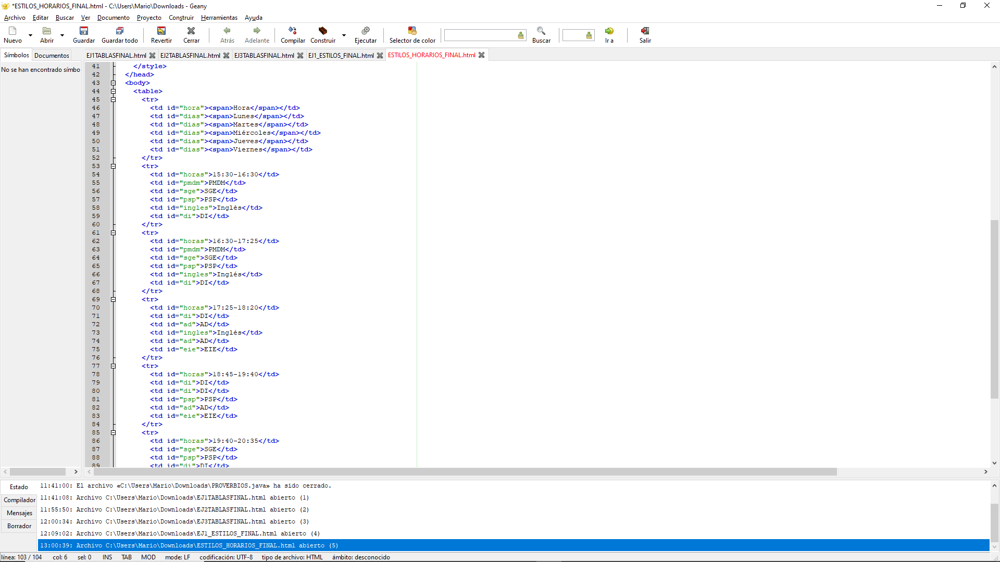 *ESTILOS_HORARIOS_FINAL.html - C:\Users\Mario\Downloads - Geany
Archivo Editar Buscar Ver Documento Proyecto Construir Herramientas Ayuda
Nuevo Abrir Guardar Guardar todo Revertir Cerrar Atrás Adelante Compilar Construir Ejecutar Selector de color Buscar Ir a Salir
Símbolos Documentos EJ1TABLASFINAL.html EJ2TABLASFINAL.html EJ3TABLASFINAL.html EJ1_ESTILOS_FINAL.html ESTILOS_HORARIOS_FINAL.html
No se han encontrado símbo
41 </style>
42 </head>
43 <body>
44 <table>
45 <tr>
46 <td id="hora"><span>Hora</span></td>
47 <td id="dias"><span>Lunes</span></td>
48 <td id="dias"><span>Martes</span></td>
49 <td id="dias"><span>Miércoles</span></td>
50 <td id="dias"><span>Jueves</span></td>
51 <td id="dias"><span>Viernes</span></td>
52 </tr>
53 <tr>
54 <td id="horas">15:30-16:30</td>
55 <td id="pmdm">PMDM</td>
56 <td id="sge">SGE</td>
57 <td id="psp">PSP</td>
58 <td id="ingles">Inglés</td>
59 <td id="di">DI</td>
60 </tr>
61 <tr>
62 <td id="horas">16:30-17:25</td>
63 <td id="pmdm">PMDM</td>
64 <td id="sge">SGE</td>
65 <td id="psp">PSP</td>
66 <td id="ingles">Inglés</td>
67 <td id="di">DI</td>
68 </tr>
69 <tr>
70 <td id="horas">17:25-18:20</td>
71 <td id="di">DI</td>
72 <td id="ad">AD</td>
73 <td id="ingles">Inglés</td>
74 <td id="ad">AD</td>
75 <td id="eie">EIE</td>
76 </tr>
77 <tr>
78 <td id="horas">18:45-19:40</td>
79 <td id="di">DI</td>
80 <td id="di">DI</td>
81 <td id="psp">PSP</td>
82 <td id="ad">AD</td>
83 <td id="eie">EIE</td>
84 </tr>
85 <tr>
86 <td id="horas">19:40-20:35</td>
87 <td id="sge">SGE</td>
88 <td id="psp">PSP</td>
89 <td id="di">DI</td>
Estado
Compilador
Mensajes
Borrador
11:41:00: El archivo «C:\Users\Mario\Downloads\PROVERBIOS.java» ha sido cerrado.
11:41:08: Archivo C:\Users\Mario\Downloads\EJ1TABLASFINAL.html abierto (1)
11:55:50: Archivo C:\Users\Mario\Downloads\EJ2TABLASFINAL.html abierto (2)
12:00:34: Archivo C:\Users\Mario\Downloads\EJ3TABLASFINAL.html abierto (3)
12:09:02: Archivo C:\Users\Mario\Downloads\EJ1_ESTILOS_FINAL.html abierto (4)
13:00:39: Archivo C:\Users\Mario\Downloads\ESTILOS_HORARIOS_FINAL.html abierto (5)
línea: 103 / 104 col: 6 sel: 0 INS TAB MOD mode: LF codificación: UTF-8 tipo de archivo: HTML ámbito: desconocido